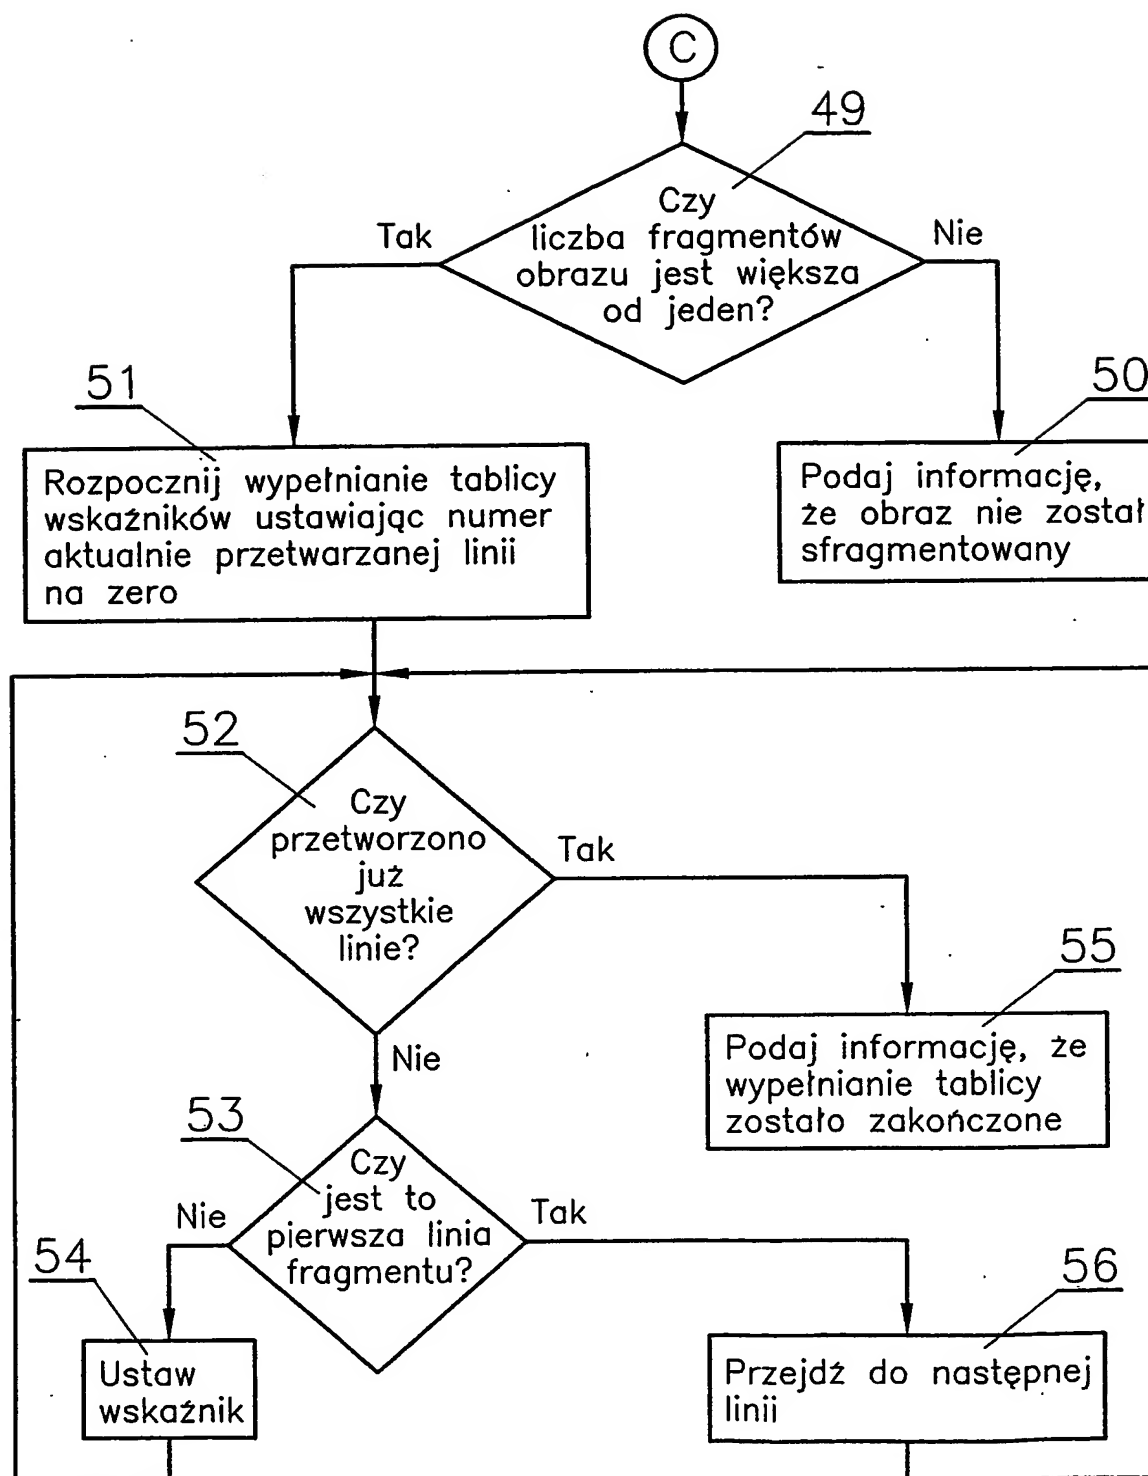 C
49
Czy
liczba fragmentów
obrazu jest większa
od jeden?
Tak
Nie
51
Rozpocznij wypełnianie tablicy
wskaźników ustawiając numer
aktualnie przetwarzanej linii
na zero
50
Podaj informację,
że obraz nie został
sfragmentowany
52
Czy
przetworzono
już
wszystkie
linie?
Tak
Nie
55
Podaj informację, że
wypełnianie tablicy
zostało zakończone
53
Czy
jest to
pierwsza linia
fragmentu?
Nie
Tak
54
Ustaw
wskaźnik
56
Przejdź do następnej
linii